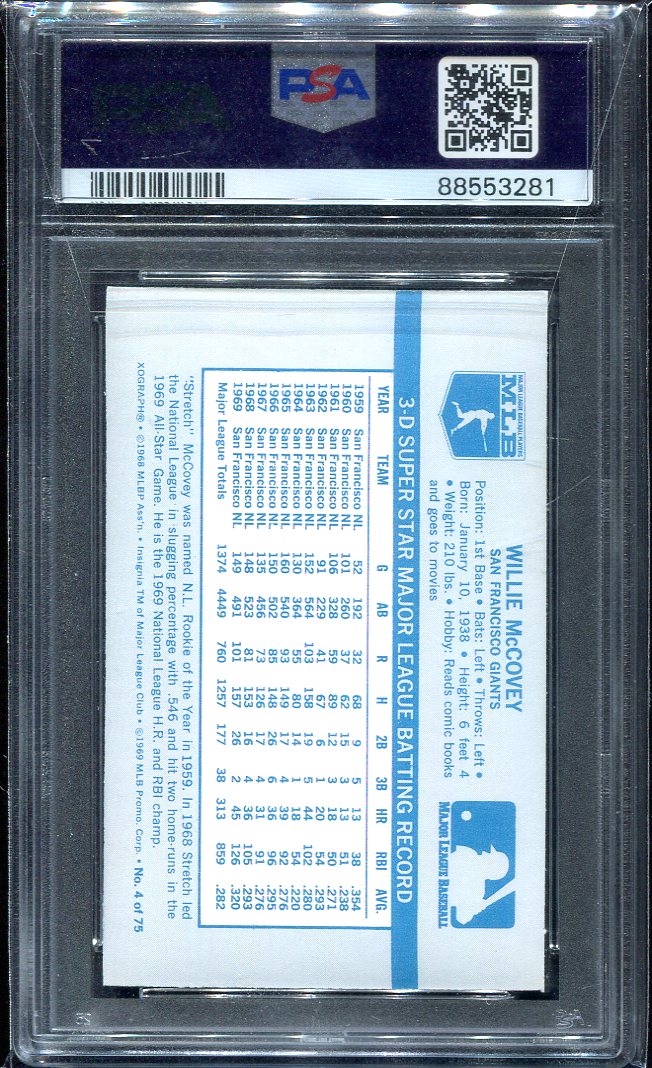 PSA
88553281
MAJOR LEAGUE BASEBALL PLAYERS
MLB
WILLIE McCOVEY
SAN FRANCISCO GIANTS
Position: 1st Base • Bats: Left • Throws: Left •
Born: January 10, 1938 • Height: 6 feet 4
• Weight: 210 lbs. • Hobby: Reads comic books
and goes to movies
MAJOR LEAGUE BASEBALL
3-D SUPER STAR MAJOR LEAGUE BATTING RECORD
YEAR TEAM G AB R H 2B 3B HR RBI AVG.
1959 San Francisco NL 52 192 32 68 9 5 13 38 .354
1960 San Francisco NL 101 260 37 62 15 3 13 51 .238
1961 San Francisco NL 106 328 59 89 12 3 18 50 .271
1962 San Francisco NL 91 229 41 67 6 1 20 54 .293
1963 San Francisco NL 152 564 103 158 19 5 44 102 .280
1964 San Francisco NL 130 364 55 80 14 1 18 54 .220
1965 San Francisco NL 160 540 93 149 17 4 39 92 .276
1966 San Francisco NL 150 502 85 148 26 6 36 96 .295
1967 San Francisco NL 135 456 73 126 17 4 31 91 .276
1968 San Francisco NL 148 523 81 153 16 4 36 105 .293
1969 San Francisco NL 149 491 101 157 26 2 45 126 .320
Major League Totals 1374 4449 760 1257 177 38 313 859 .282
"Stretch" McCovey was named N.L. Rookie of the Year in 1959. In 1968 Stretch led
the National League in slugging percentage with .546 and hit two home-runs in the
1969 All-Star Game. He is the 1969 National League H.R. and RBI champ.
XOGRAPH® • ©1968 MLBP Ass'n. • Insignia TM of Major League Club • ©1969 MLB Promo. Corp. • No. 4 of 75